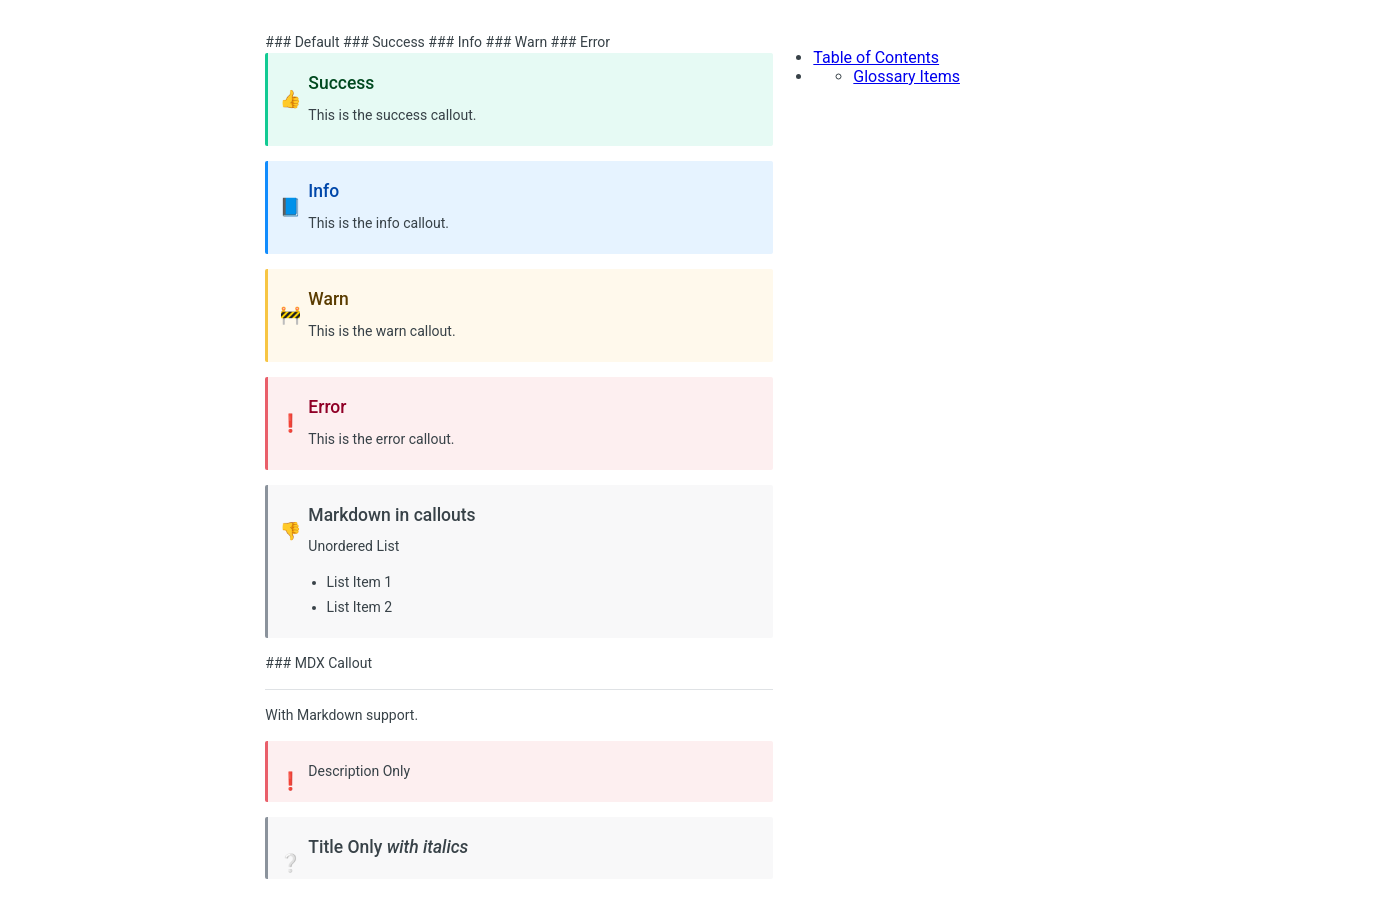 ### Default ### Success ### Info ### Warn ### Error
👍 Success
This is the success callout.
📘 Info
This is the info callout.
🚧 Warn
This is the warn callout.
❗ Error
This is the error callout.
👎 Markdown in callouts
Unordered List
• List Item 1
• List Item 2
### MDX Callout
With Markdown support.
❗ Description Only
❔ Title Only with italics
• Table of Contents
• ◦ Glossary Items